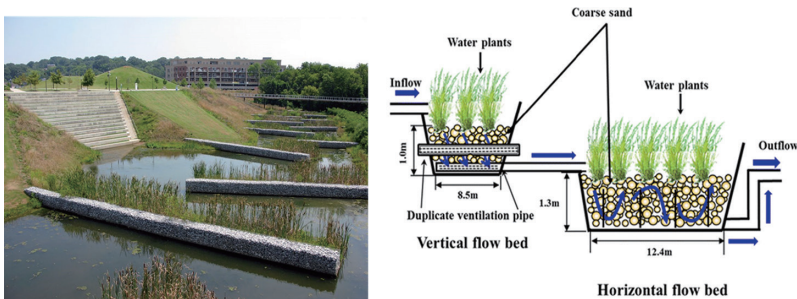 Coarse sand
Water plants
Water plants
Inflow
Outflow
1.0m
8.5m
1.3m
Duplicate ventilation pipe
Vertical flow bed
12.4m
Horizontal flow bed